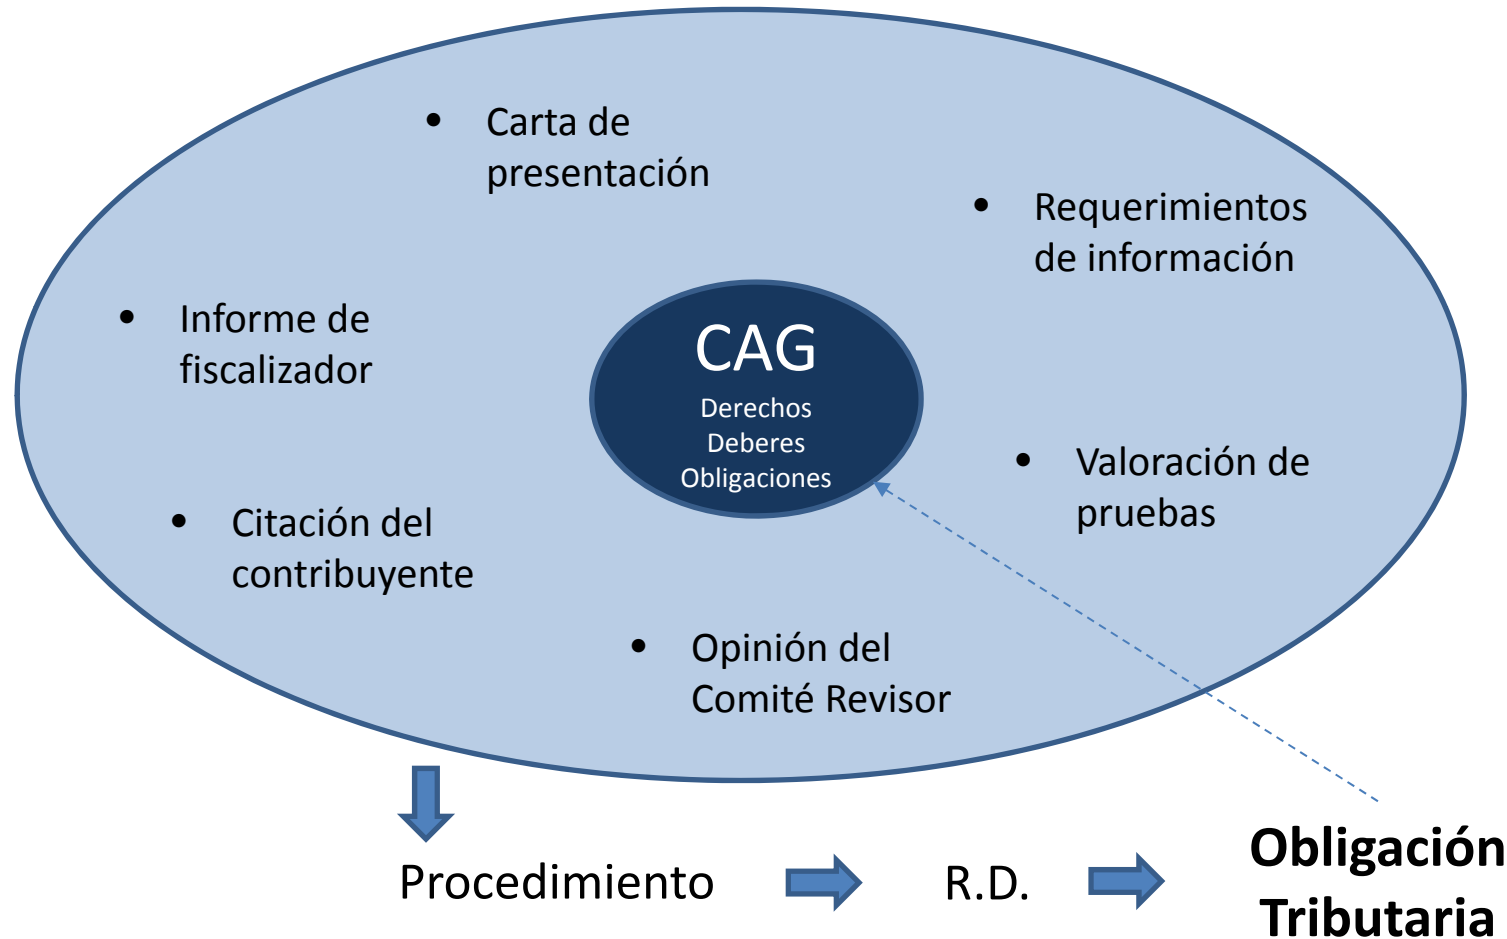 • Carta de
presentación
• Requerimientos
de información
• Informe de
fiscalizador
CAG
Derechos
Deberes
Obligaciones
• Valoración de
pruebas
• Citación del
contribuyente
• Opinión del
Comité Revisor
Procedimiento
R.D.
Obligación
Tributaria